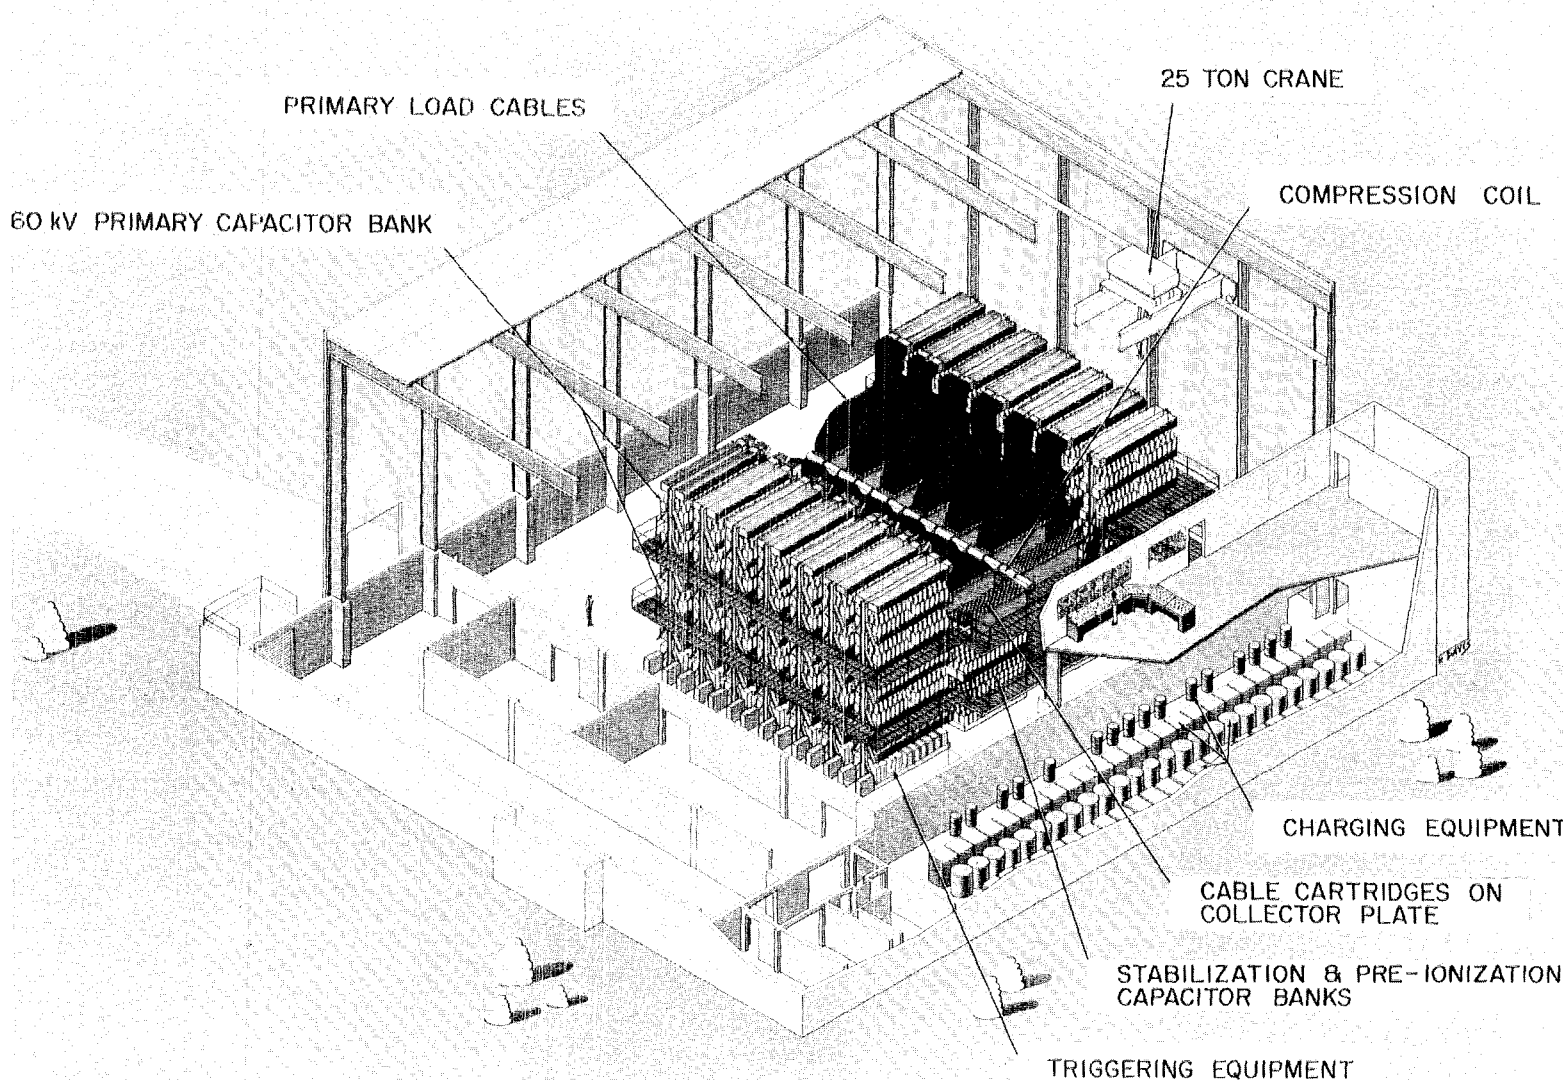 25 TON CRANE
PRIMARY LOAD CABLES
COMPRESSION COIL
60 kV PRIMARY CAPACITOR BANK
CHARGING EQUIPMENT
CABLE CARTRIDGES ON
COLLECTOR PLATE
STABILIZATION & PRE-IONIZATION
CAPACITOR BANKS
TRIGGERING EQUIPMENT